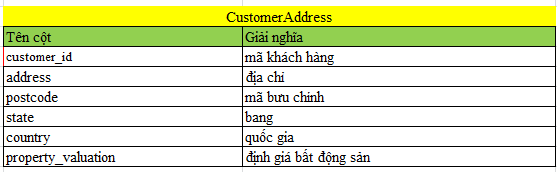 CustomerAddress
Tên cột Giải nghĩa
customer_id mã khách hàng
address địa chỉ
postcode mã bưu chính
state bang
country quốc gia
property_valuation định giá bất động sản